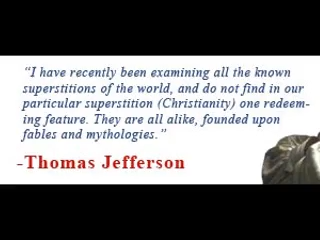 “I have recently been examining all the known
superstitions of the world, and do not find in our
particular superstition (Christianity) one redeem-
ing feature. They are all alike, founded upon
fables and mythologies.”
-Thomas Jefferson